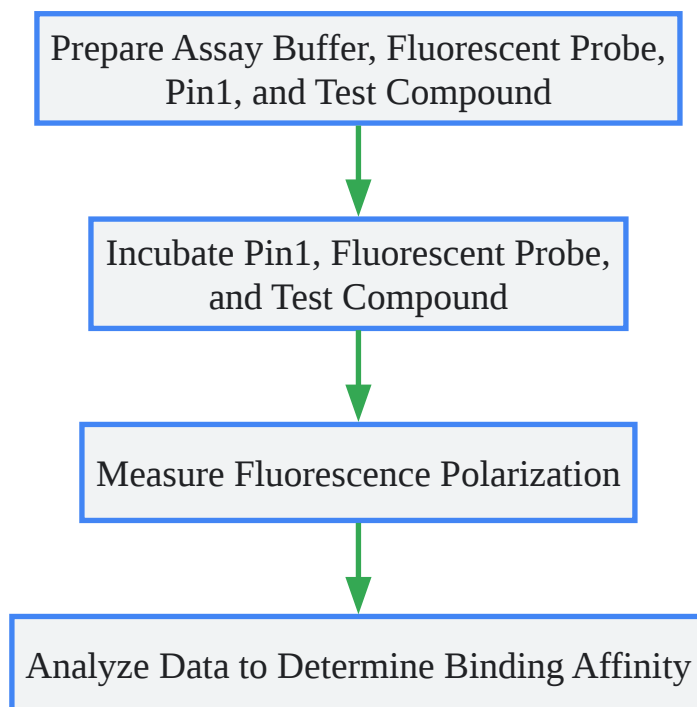 Prepare Assay Buffer, Fluorescent Probe,
Pin1, and Test Compound
Incubate Pin1, Fluorescent Probe,
and Test Compound
Measure Fluorescence Polarization
Analyze Data to Determine Binding Affinity